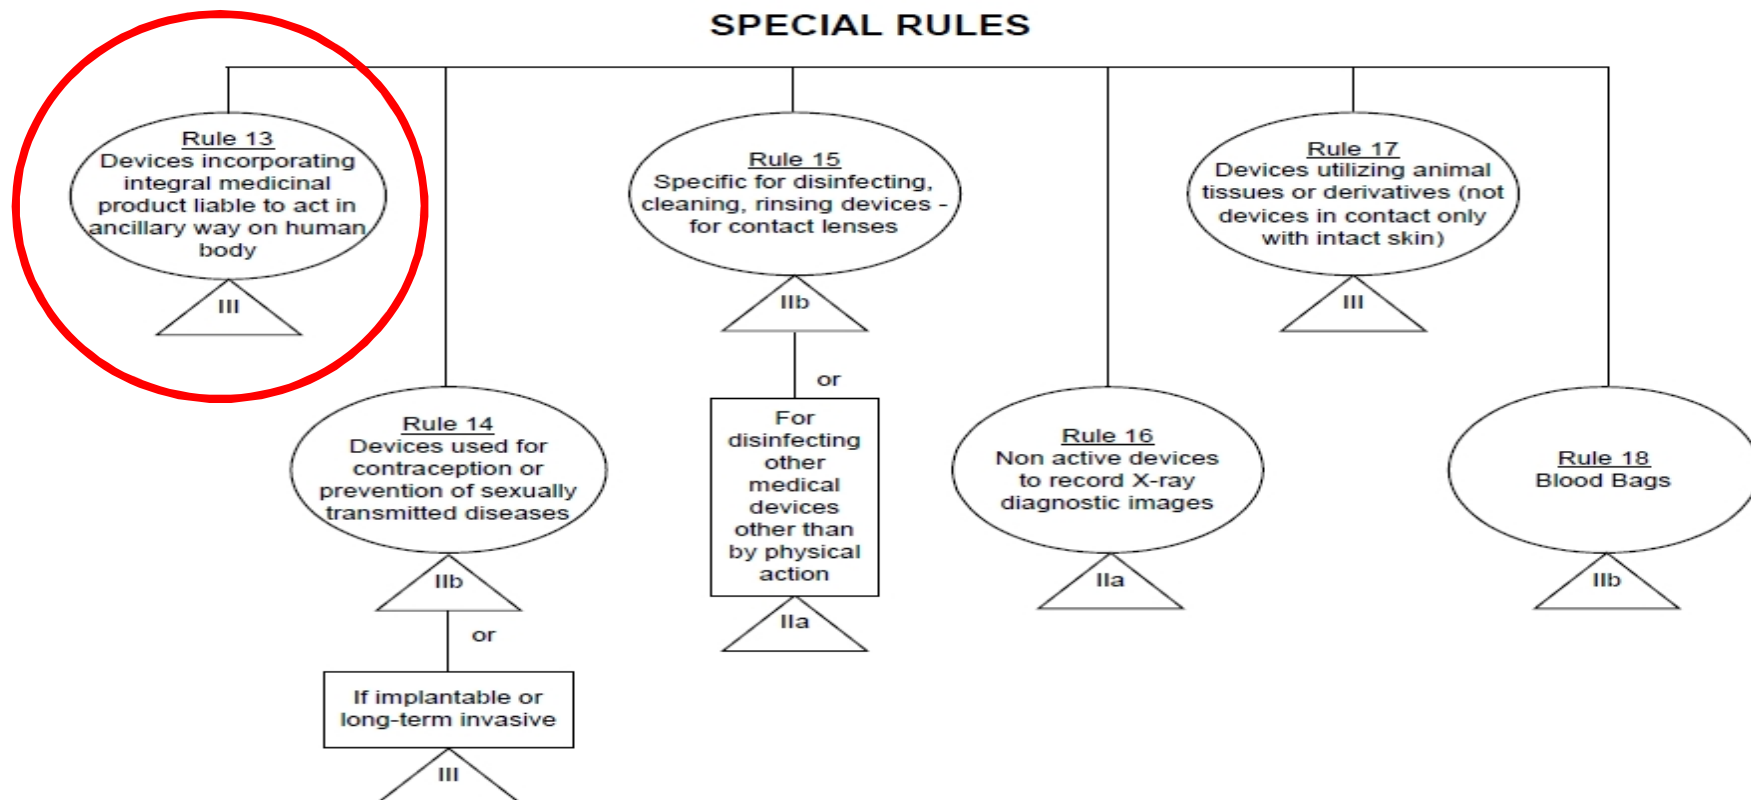 SPECIAL RULES
Rule 13
Devices incorporating
integral medicinal
product liable to act in
ancillary way on human
body
III
Rule 14
Devices used for
contraception or
prevention of sexually
transmitted diseases
IIb
or
If implantable or
long-term invasive
III
Rule 15
Specific for disinfecting,
cleaning, rinsing devices -
for contact lenses
IIb
or
For
disinfecting
other
medical
devices
other than
by physical
action
IIa
Rule 16
Non active devices
to record X-ray
diagnostic images
IIa
Rule 17
Devices utilizing animal
tissues or derivatives (not
devices in contact only
with intact skin)
III
Rule 18
Blood Bags
IIb